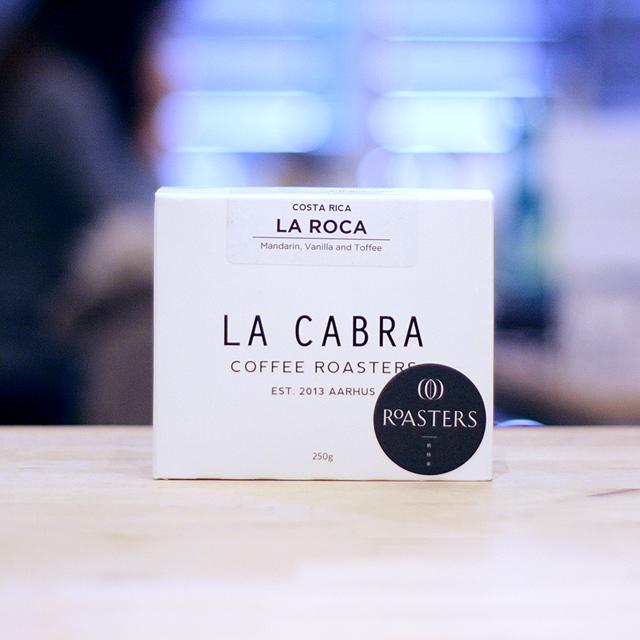 COSTA RICA
LA ROCA
Mandarin, Vanilla and Toffee
LA CABRA
COFFEE ROASTERS
EST. 2013 AARHUS
ROASTERS
250g